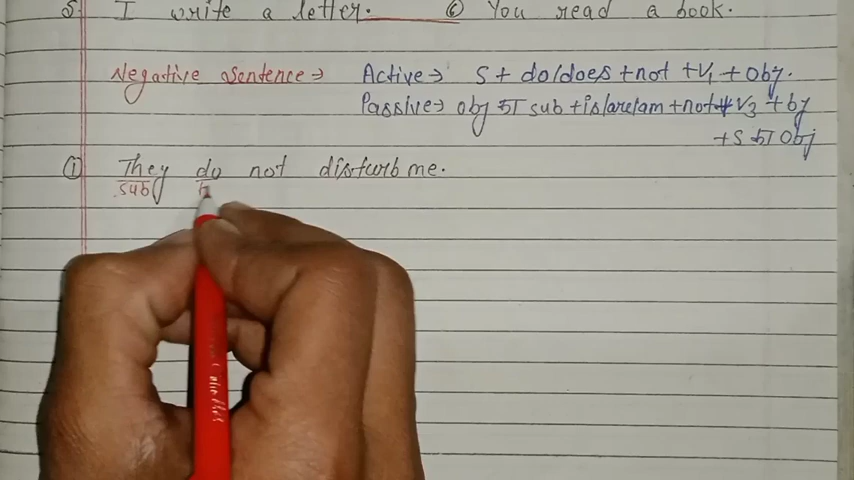 5. I write a letter. ⑥ You read a book.
Negative sentence ⇒ Active → S + do/does + not + V₁ + Obj.
Passive → obj का sub + is/are/am + not + V₃ + by
+ S का Obj
① They do not disturb me.
sub